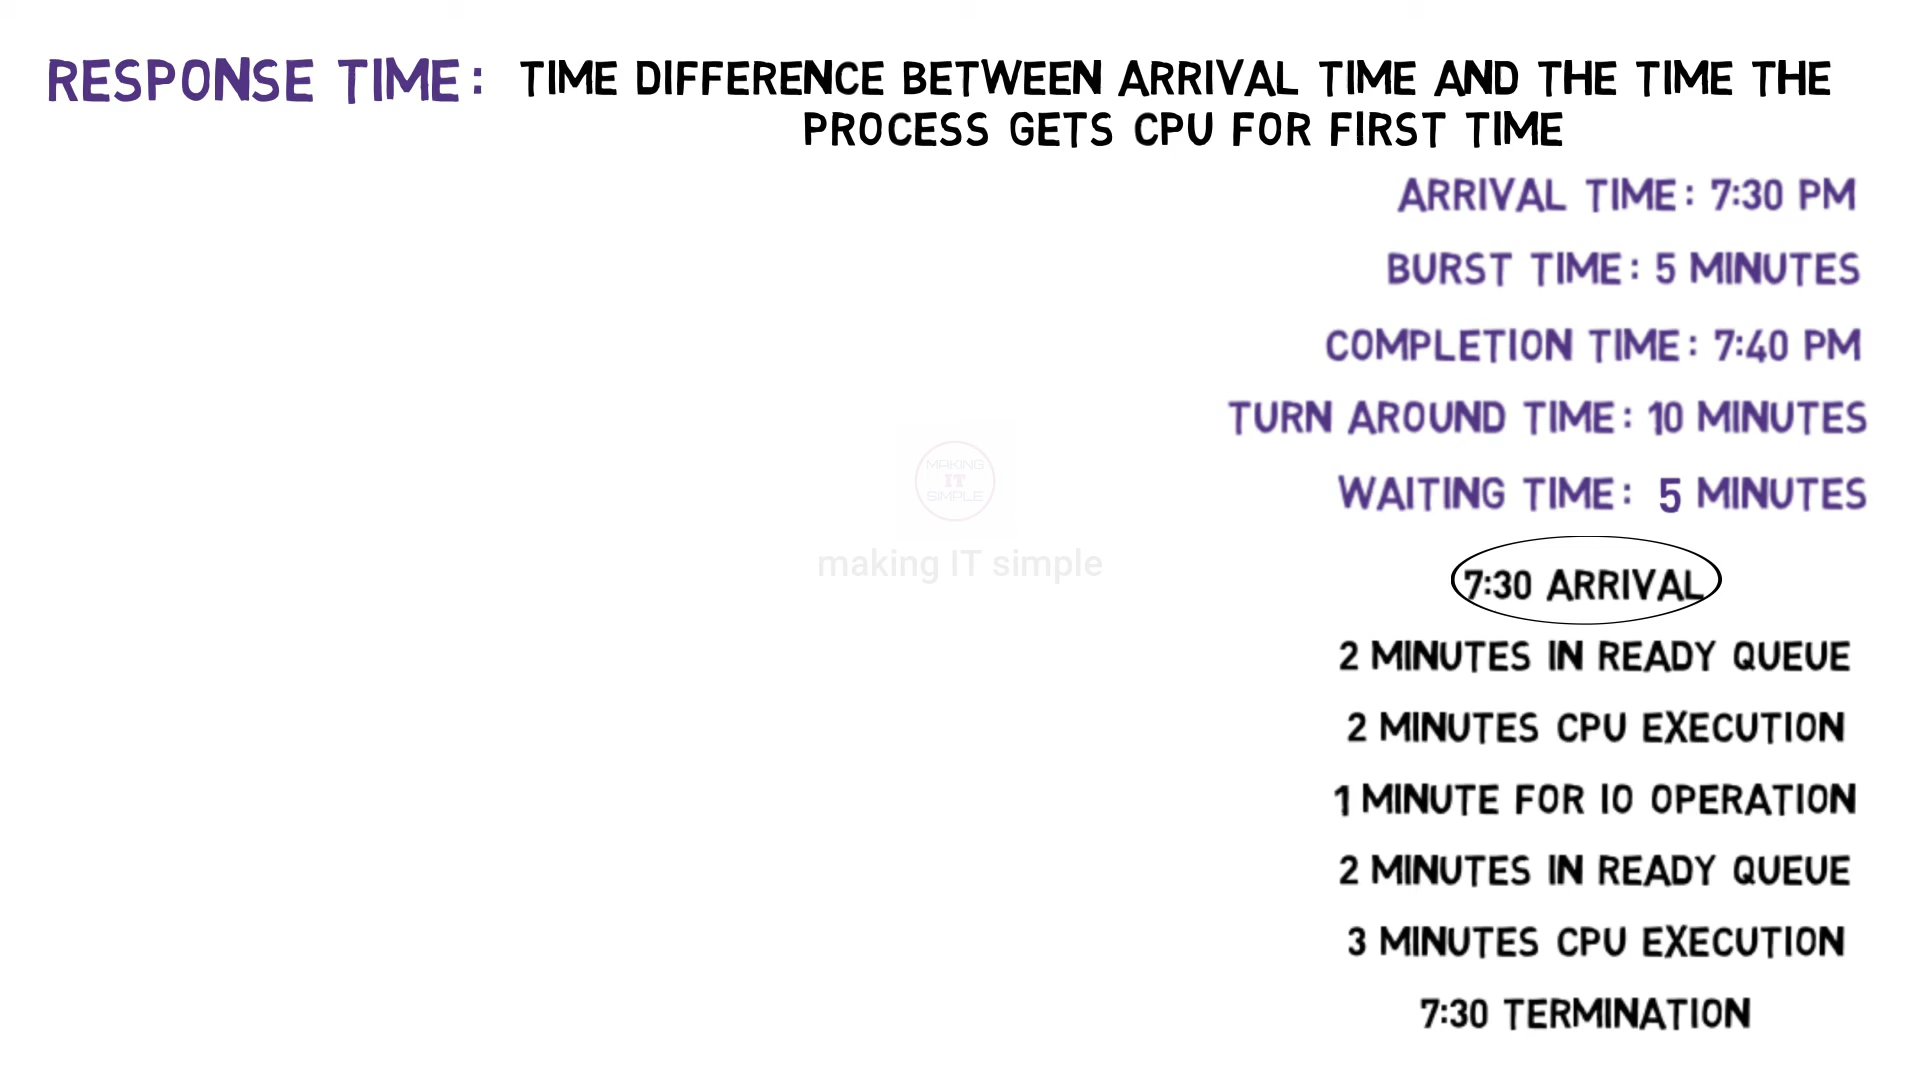 RESPONSE TIME: TIME DIFFERENCE BETWEEN ARRIVAL TIME AND THE TIME THE
PROCESS GETS CPU FOR FIRST TIME
ARRIVAL TIME: 7:30 PM
BURST TIME: 5 MINUTES
COMPLETION TIME: 7:40 PM
TURN AROUND TIME: 10 MINUTES
WAITING TIME: 5 MINUTES
MAKING
IT
SIMPLE
making IT simple
7:30 ARRIVAL
2 MINUTES IN READY QUEUE
2 MINUTES CPU EXECUTION
1 MINUTE FOR IO OPERATION
2 MINUTES IN READY QUEUE
3 MINUTES CPU EXECUTION
7:30 TERMINATION